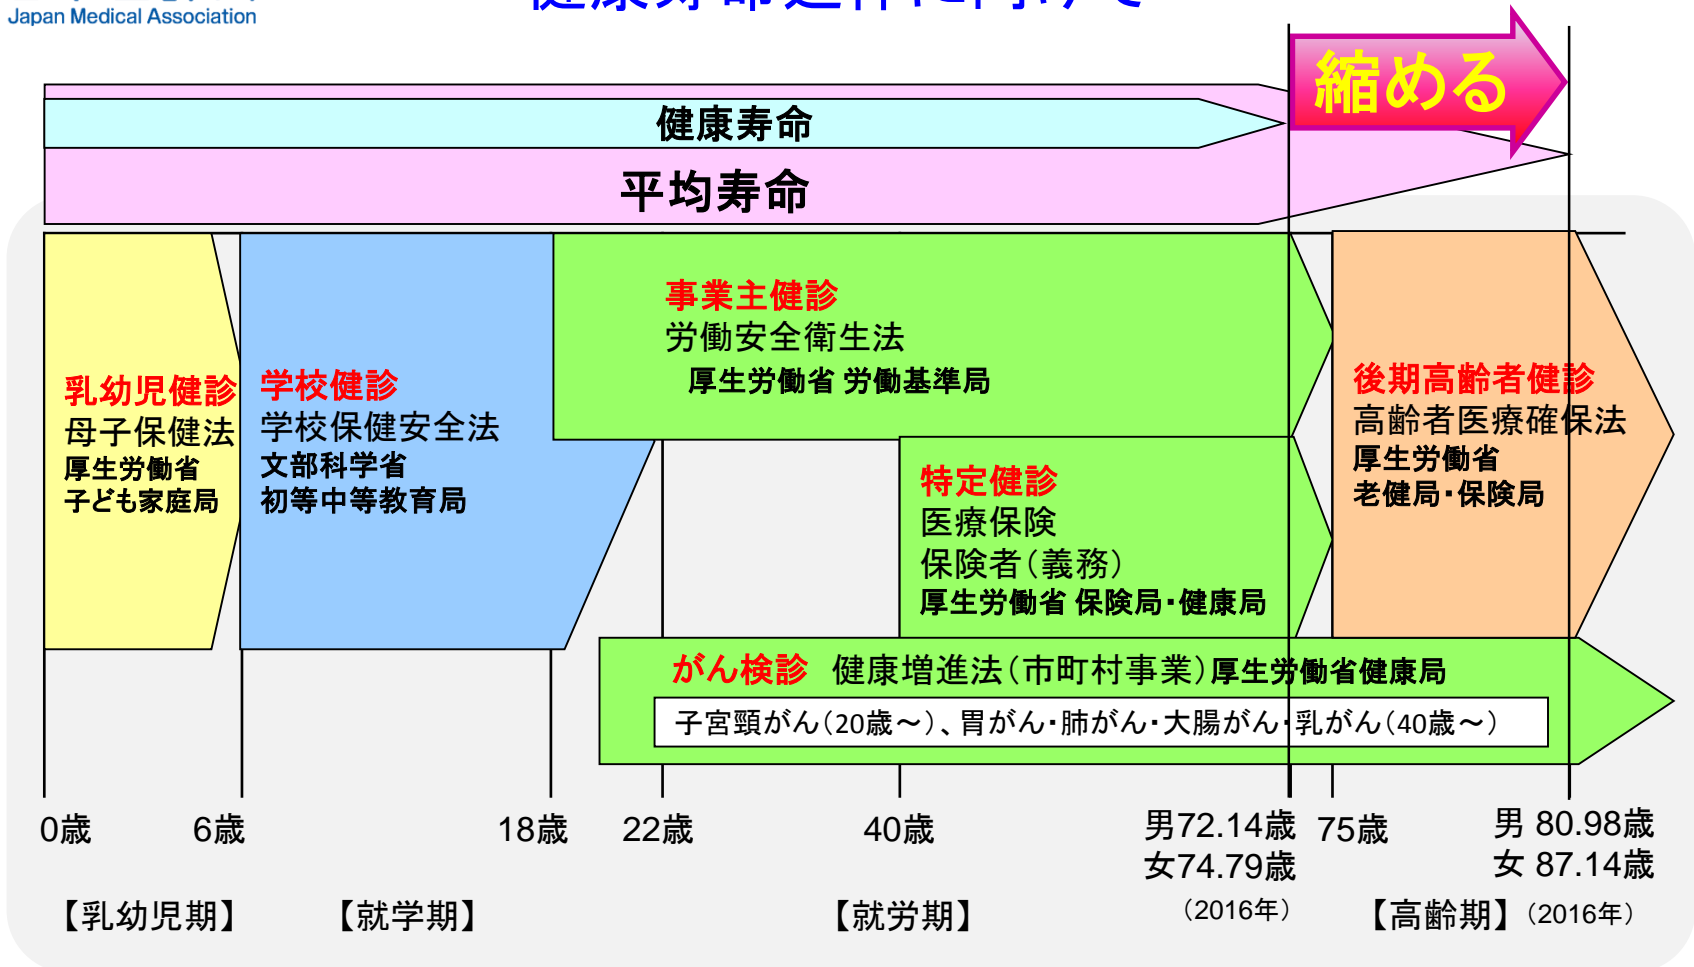 Japan Medical Association
縮める
健康寿命
平均寿命
事業主健診
労働安全衛生法
厚生労働省 労働基準局
乳幼児健診
母子保健法
厚生労働省
子ども家庭局
学校健診
学校保健安全法
文部科学省
初等中等教育局
後期高齢者健診
高齢者医療確保法
厚生労働省
老健局・保険局
特定健診
医療保険
保険者（義務）
厚生労働省 保険局・健康局
がん検診 健康増進法（市町村事業）厚生労働省健康局
子宮頸がん（20歳～）、胃がん・肺がん・大腸がん・乳がん（40歳～）
0歳
6歳
18歳
22歳
40歳
男72.14歳
女74.79歳
（2016年）
75歳
男 80.98歳
女 87.14歳
（2016年）
【乳幼児期】
【就学期】
【就労期】
【高齢期】